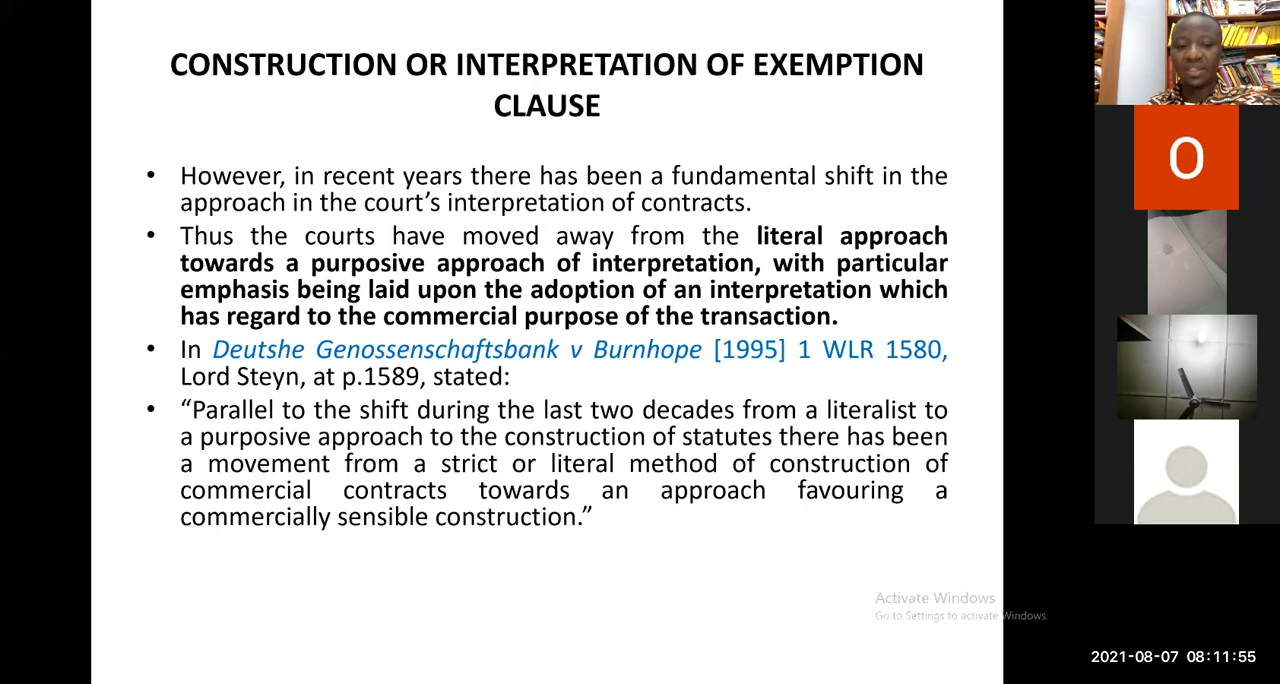 CONSTRUCTION OR INTERPRETATION OF EXEMPTION
CLAUSE
• However, in recent years there has been a fundamental shift in the
approach in the court’s interpretation of contracts.
• Thus the courts have moved away from the literal approach
towards a purposive approach of interpretation, with particular
emphasis being laid upon the adoption of an interpretation which
has regard to the commercial purpose of the transaction.
• In Deutshe Genossenschaftsbank v Burnhope [1995] 1 WLR 1580,
Lord Steyn, at p.1589, stated:
• “Parallel to the shift during the last two decades from a literalist to
a purposive approach to the construction of statutes there has been
a movement from a strict or literal method of construction of
commercial contracts towards an approach favouring a
commercially sensible construction.”
O
Activate Windows
Go to Settings to activate Windows.
2021-08-07 08:11:55